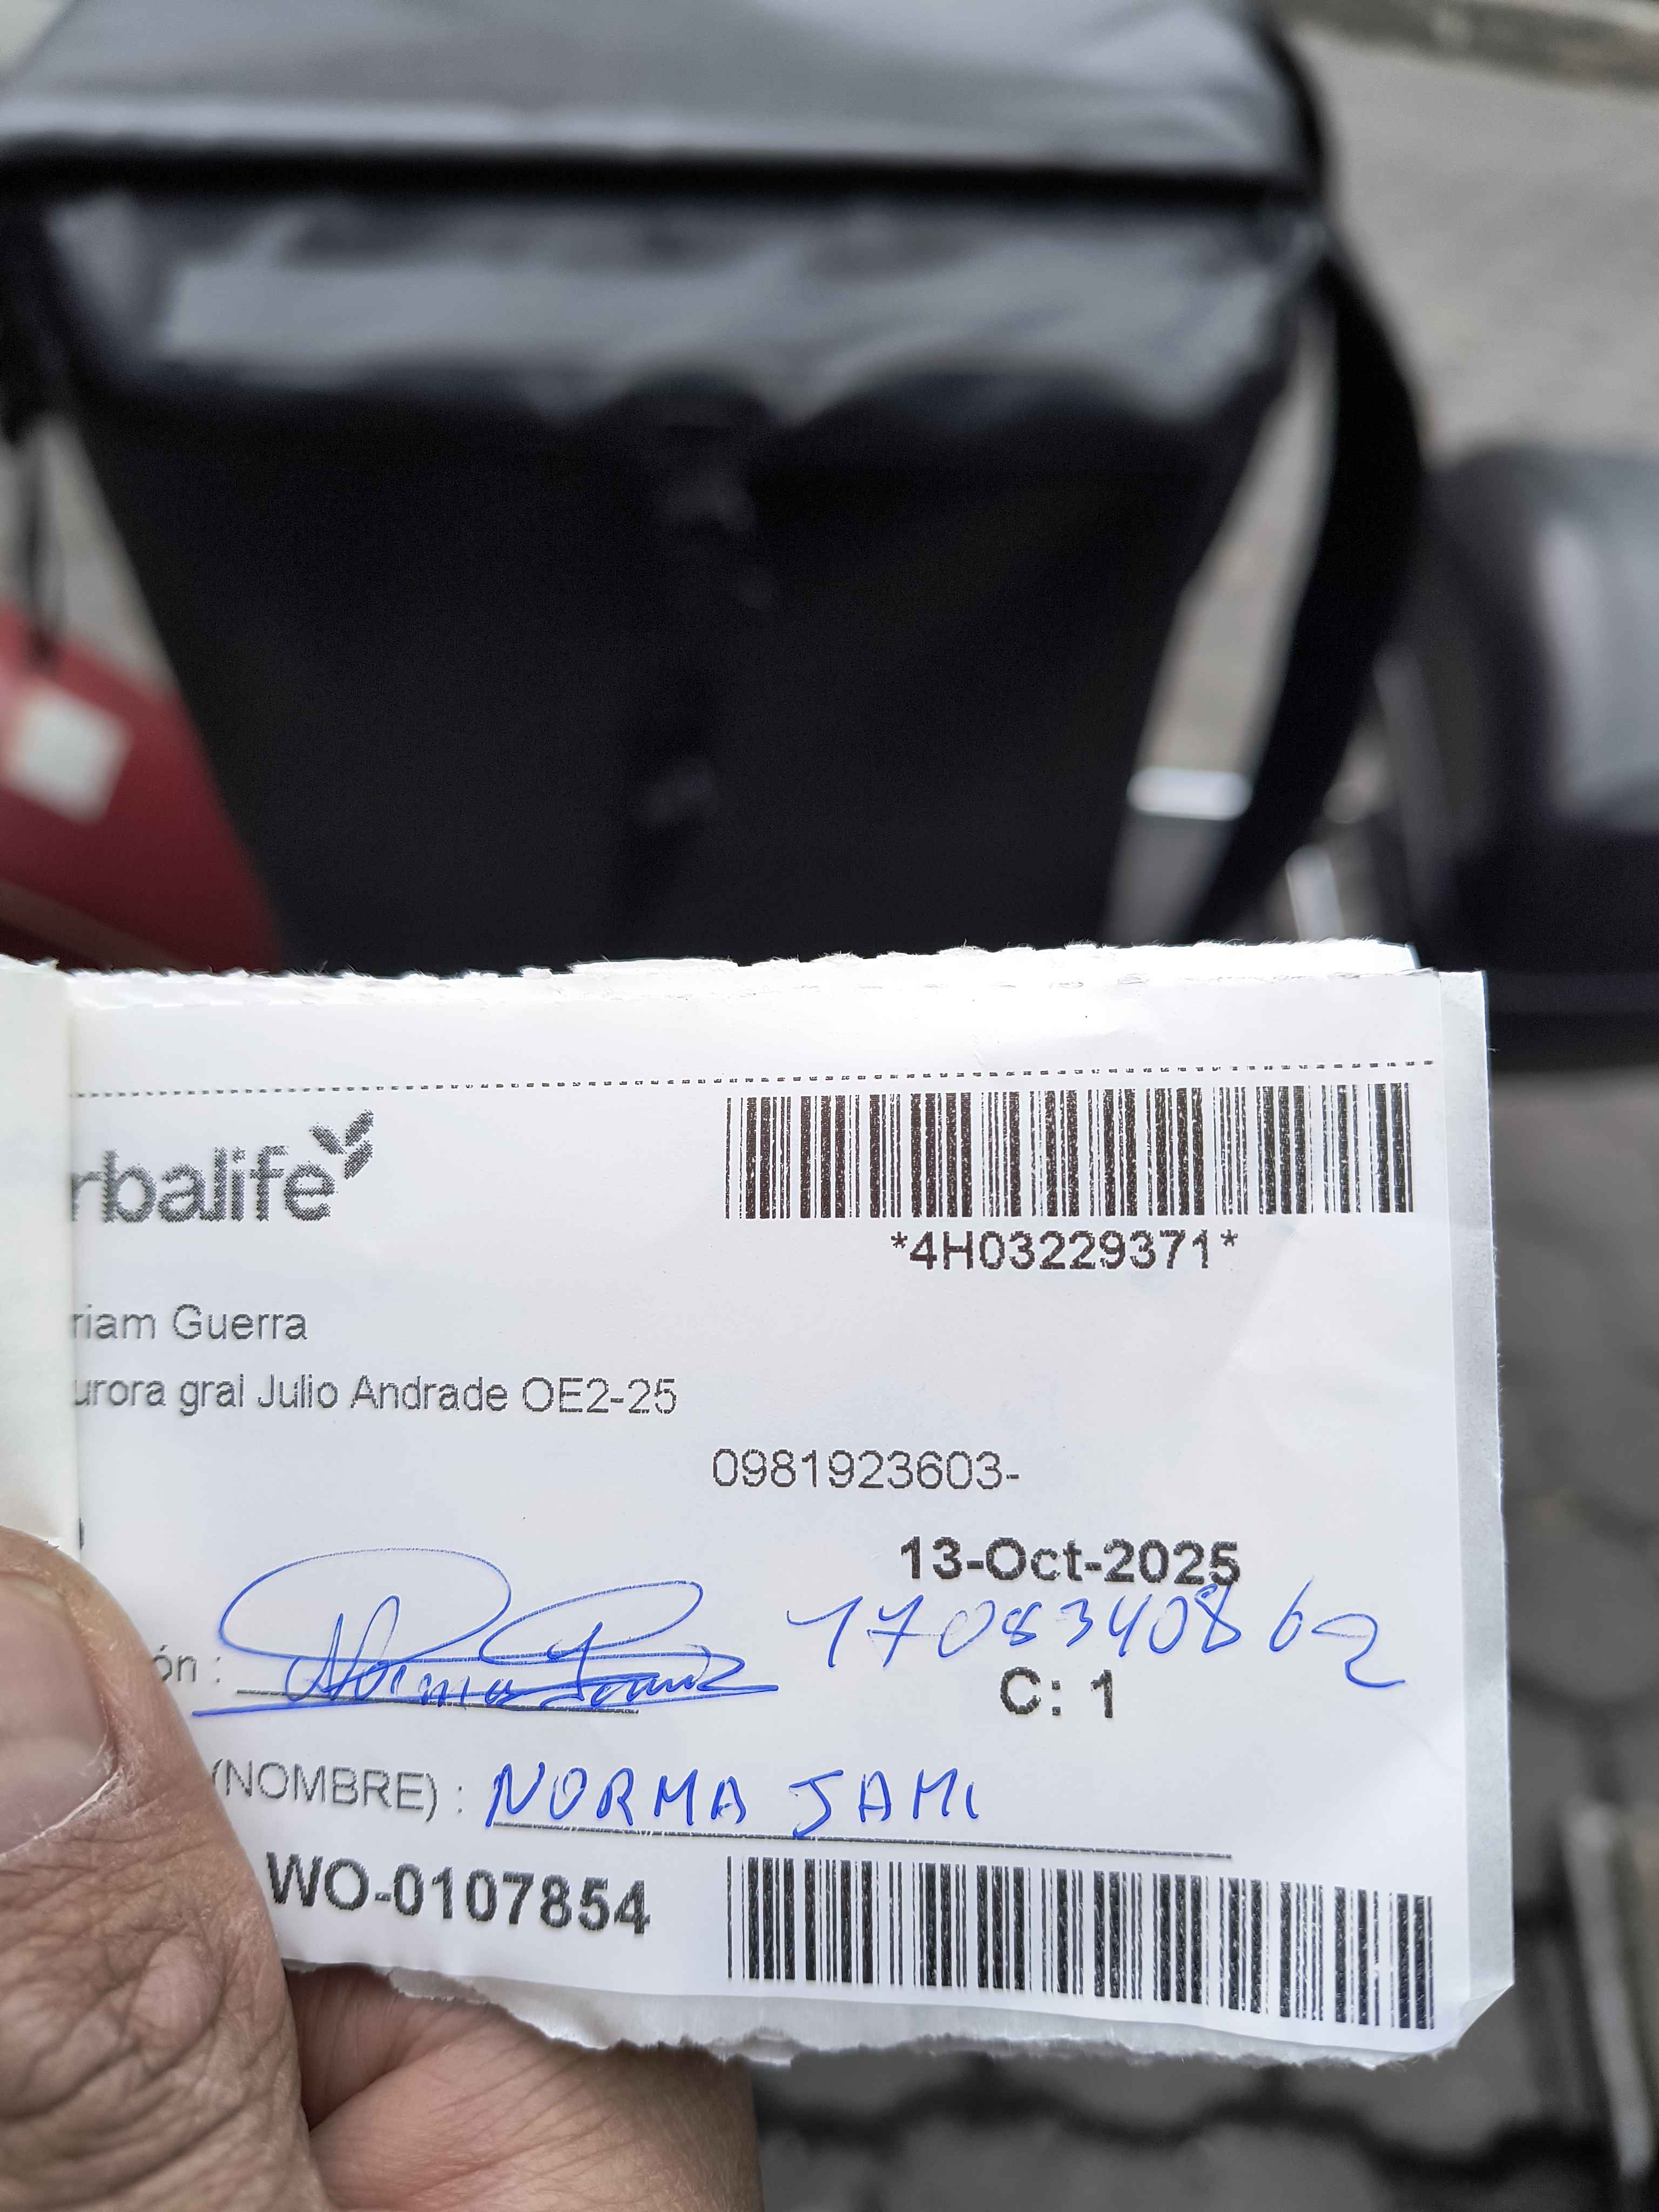 rbalife
*4H03229371*
riam Guerra
urora gral Julio Andrade OE2-25
0981923603-
13-Oct-2025
1708340862
ón :
C: 1
(NOMBRE) : NORMA JAMI
WO-0107854